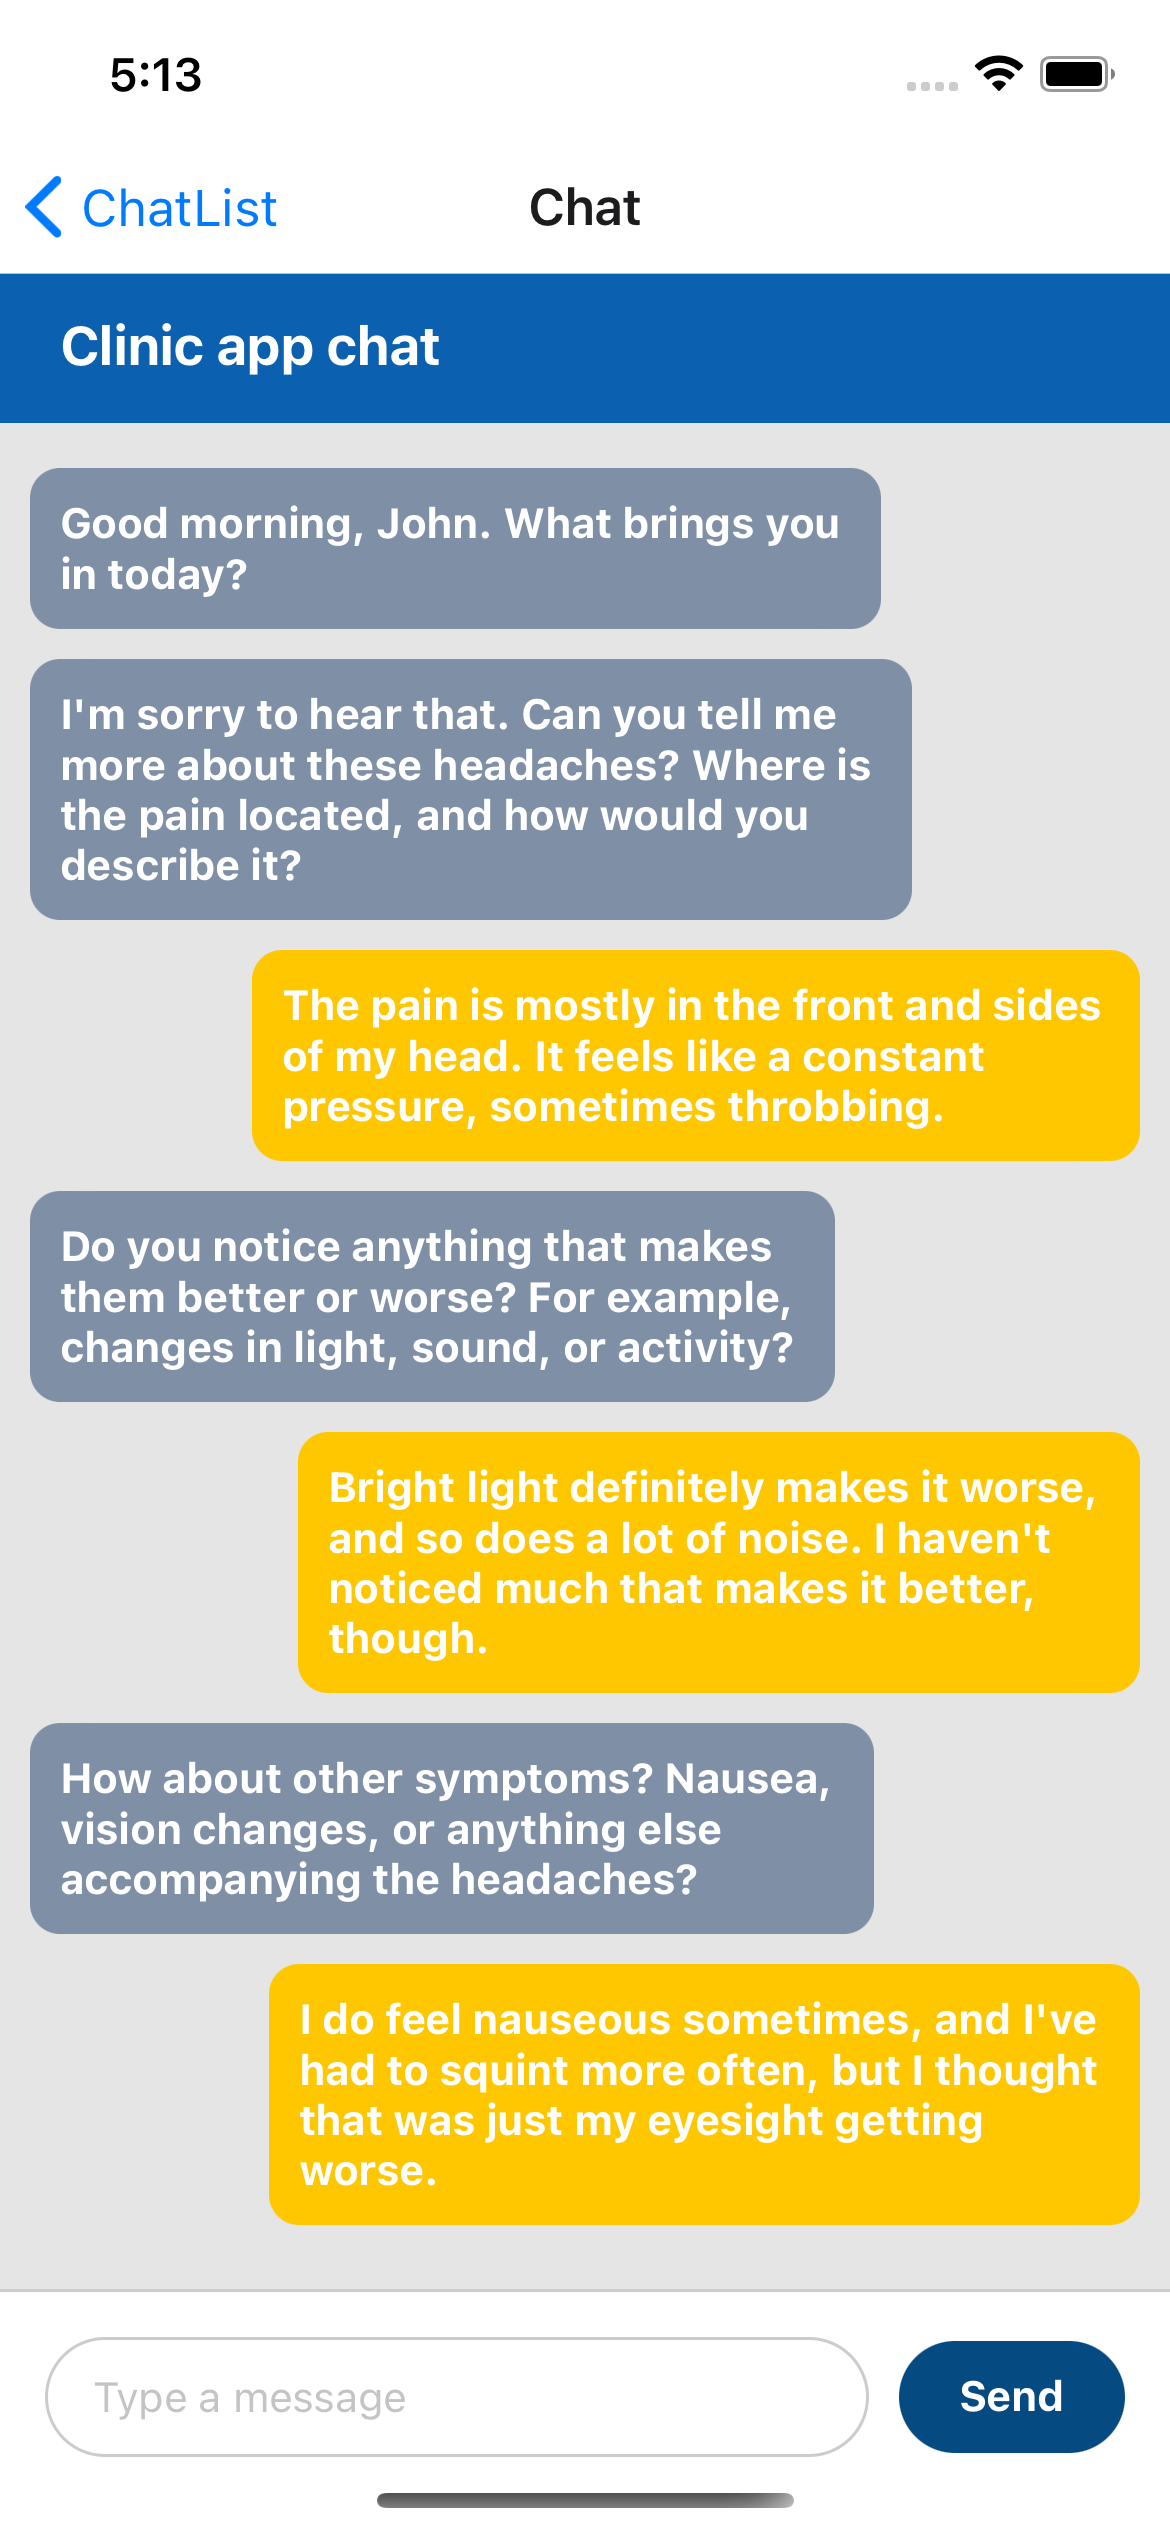 5:13
ChatList
Chat
Clinic app chat
Good morning, John. What brings you
in today?
I'm sorry to hear that. Can you tell me
more about these headaches? Where is
the pain located, and how would you
describe it?
The pain is mostly in the front and sides
of my head. It feels like a constant
pressure, sometimes throbbing.
Do you notice anything that makes
them better or worse? For example,
changes in light, sound, or activity?
Bright light definitely makes it worse,
and so does a lot of noise. I haven't
noticed much that makes it better,
though.
How about other symptoms? Nausea,
vision changes, or anything else
accompanying the headaches?
I do feel nauseous sometimes, and I've
had to squint more often, but I thought
that was just my eyesight getting
worse.
Type a message
Send